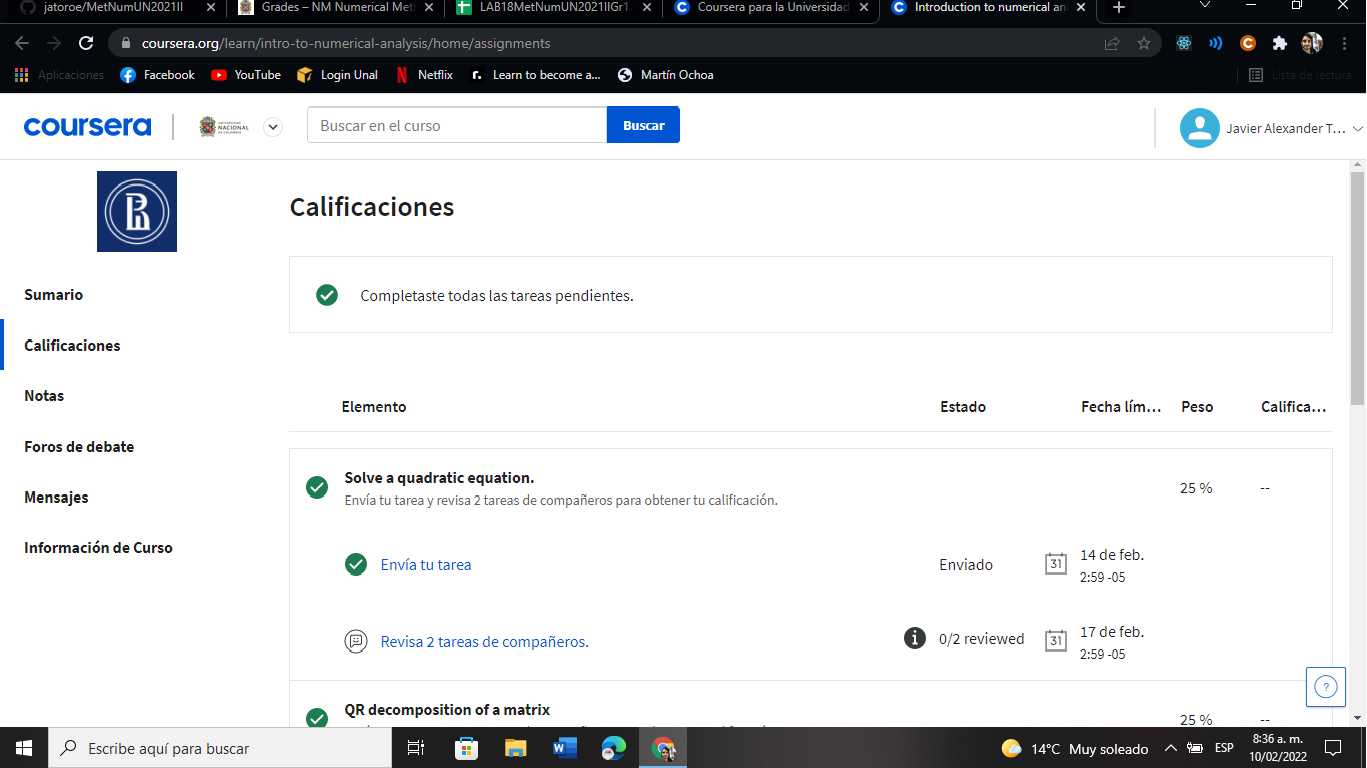 jatoroe/MetNumUN2021II
Grades – NM Numerical Met
LAB18MetNumUN2021IIGr1
Coursera para la Universidad
Introduction to numerical an
coursera.org/learn/intro-to-numerical-analysis/home/assignments
Aplicaciones
Facebook
YouTube
Login Unal
Netflix
Learn to become a...
Martín Ochoa
Lista de lectura
coursera
UNIVERSIDAD
NACIONAL
DE COLOMBIA
Buscar en el curso
Buscar
Javier Alexander T...
Calificaciones
Sumario
Calificaciones
Notas
Foros de debate
Mensajes
Información de Curso
Completaste todas las tareas pendientes.
Elemento
Estado
Fecha lím...
Peso
Califica...
Solve a quadratic equation.
Envía tu tarea y revisa 2 tareas de compañeros para obtener tu calificación.
25 %
--
Envía tu tarea
Enviado
31
14 de feb.
2:59 -05
Revisa 2 tareas de compañeros.
0/2 reviewed
31
17 de feb.
2:59 -05
QR decomposition of a matrix
25 %
--
Escribe aquí para buscar
14°C Muy soleado
ESP
8:36 a. m.
10/02/2022